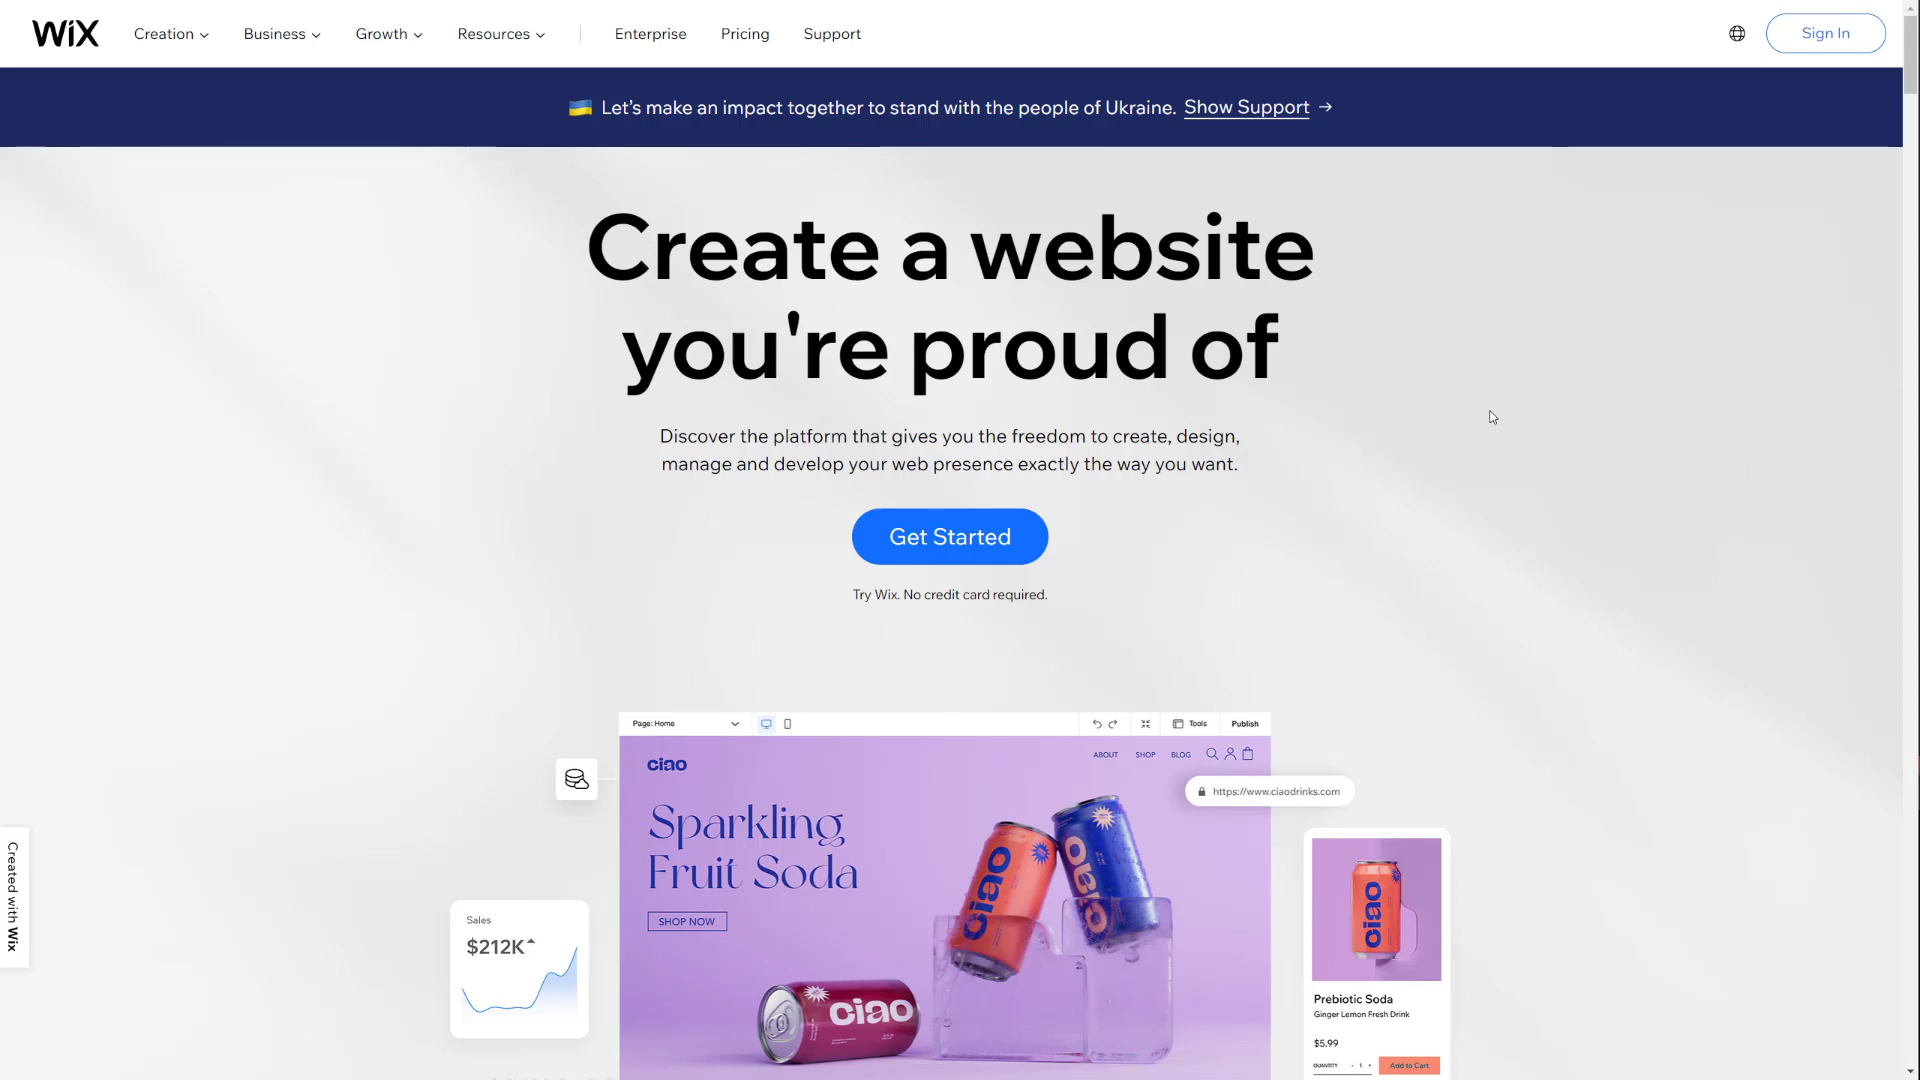 WiX
Creation
Business
Growth
Resources
Enterprise
Pricing
Support
Sign In
Let's make an impact together to stand with the people of Ukraine. Show Support →
Create a website
you're proud of
Discover the platform that gives you the freedom to create, design,
manage and develop your web presence exactly the way you want.
Get Started
Try Wix. No credit card required.
Page: Home
Tools
Publish
ciao
ABOUT
SHOP
BLOG
https://www.ciaodrinks.com
Sparkling
Fruit Soda
SHOP NOW
ciao
ciao
ciao
Sales
$212K
ciao
Prebiotic Soda
Ginger Lemon Fresh Drink
$5.99
QUANTITY - 1 +
Add to Cart
Created with Wix